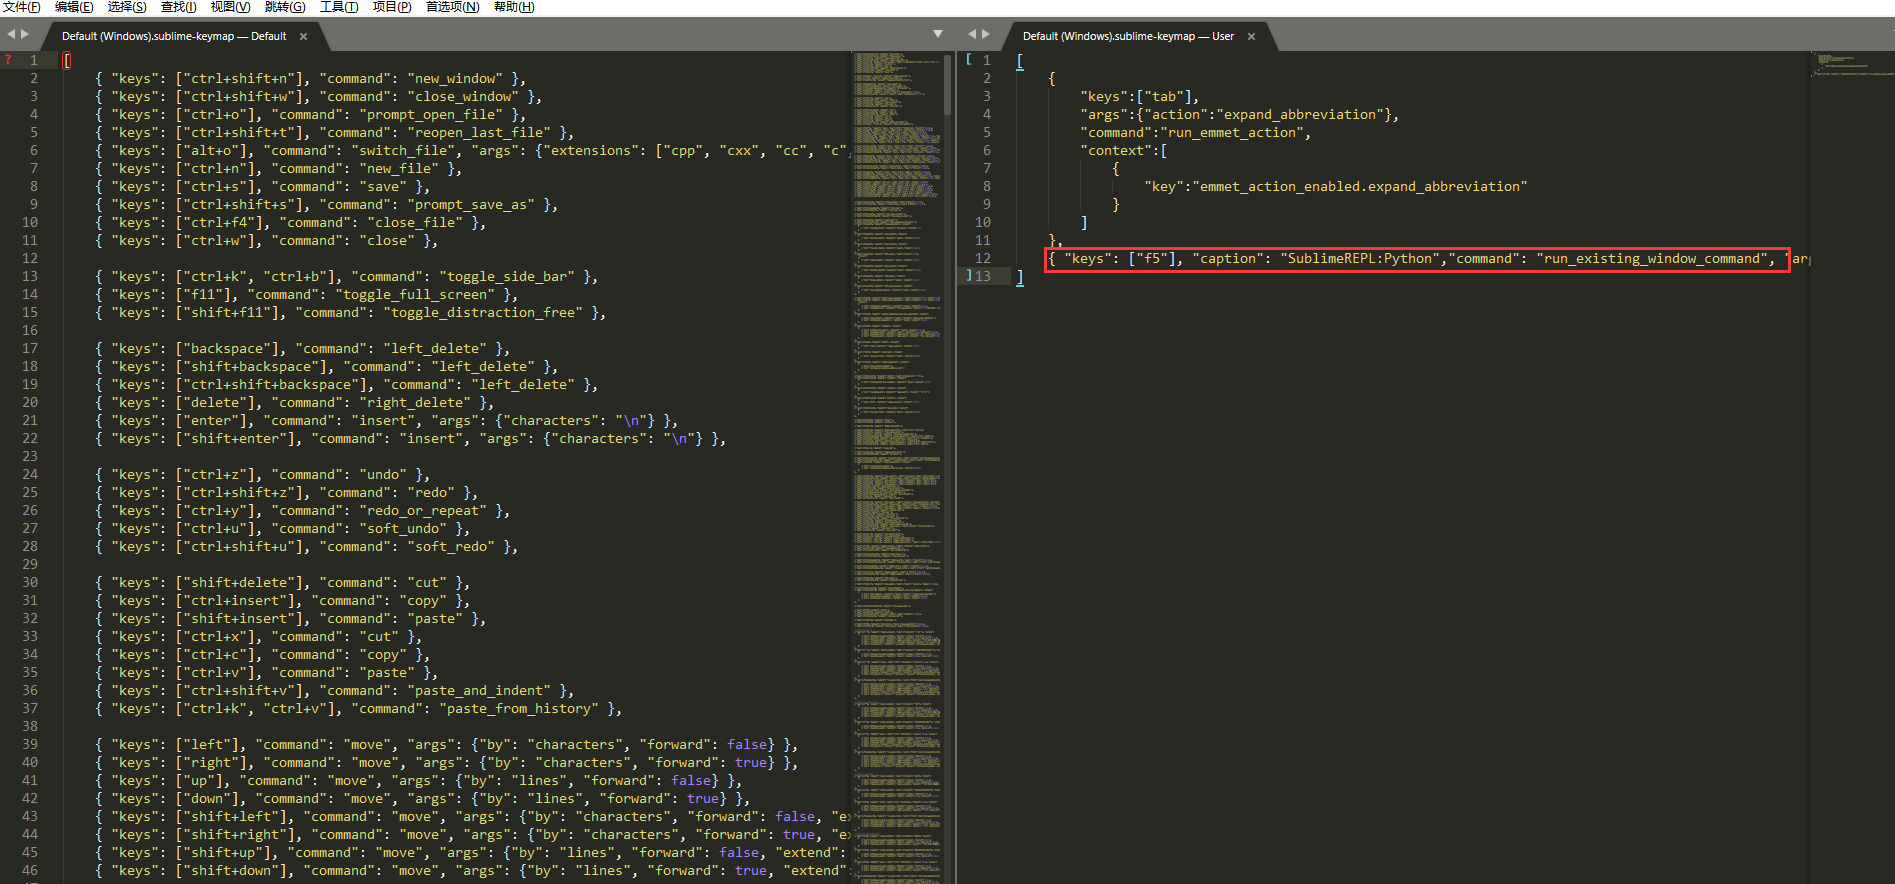 文件(F) 编辑(E) 选择(S) 查找(I) 视图(V) 跳转(G) 工具(T) 项目(P) 首选项(N) 帮助(H)
Default (Windows).sublime-keymap — Default ×
? 1 [
2 { "keys": ["ctrl+shift+n"], "command": "new_window" },
3 { "keys": ["ctrl+shift+w"], "command": "close_window" },
4 { "keys": ["ctrl+o"], "command": "prompt_open_file" },
5 { "keys": ["ctrl+shift+t"], "command": "reopen_last_file" },
6 { "keys": ["alt+o"], "command": "switch_file", "args": {"extensions": ["cpp", "cxx", "cc", "c",
7 { "keys": ["ctrl+n"], "command": "new_file" },
8 { "keys": ["ctrl+s"], "command": "save" },
9 { "keys": ["ctrl+shift+s"], "command": "prompt_save_as" },
10 { "keys": ["ctrl+f4"], "command": "close_file" },
11 { "keys": ["ctrl+w"], "command": "close" },
12
13 { "keys": ["ctrl+k", "ctrl+b"], "command": "toggle_side_bar" },
14 { "keys": ["f11"], "command": "toggle_full_screen" },
15 { "keys": ["shift+f11"], "command": "toggle_distraction_free" },
16
17 { "keys": ["backspace"], "command": "left_delete" },
18 { "keys": ["shift+backspace"], "command": "left_delete" },
19 { "keys": ["ctrl+shift+backspace"], "command": "left_delete" },
20 { "keys": ["delete"], "command": "right_delete" },
21 { "keys": ["enter"], "command": "insert", "args": {"characters": "\n"} },
22 { "keys": ["shift+enter"], "command": "insert", "args": {"characters": "\n"} },
23
24 { "keys": ["ctrl+z"], "command": "undo" },
25 { "keys": ["ctrl+shift+z"], "command": "redo" },
26 { "keys": ["ctrl+y"], "command": "redo_or_repeat" },
27 { "keys": ["ctrl+u"], "command": "soft_undo" },
28 { "keys": ["ctrl+shift+u"], "command": "soft_redo" },
29
30 { "keys": ["shift+delete"], "command": "cut" },
31 { "keys": ["ctrl+insert"], "command": "copy" },
32 { "keys": ["shift+insert"], "command": "paste" },
33 { "keys": ["ctrl+x"], "command": "cut" },
34 { "keys": ["ctrl+c"], "command": "copy" },
35 { "keys": ["ctrl+v"], "command": "paste" },
36 { "keys": ["ctrl+shift+v"], "command": "paste_and_indent" },
37 { "keys": ["ctrl+k", "ctrl+v"], "command": "paste_from_history" },
38
39 { "keys": ["left"], "command": "move", "args": {"by": "characters", "forward": false} },
40 { "keys": ["right"], "command": "move", "args": {"by": "characters", "forward": true} },
41 { "keys": ["up"], "command": "move", "args": {"by": "lines", "forward": false} },
42 { "keys": ["down"], "command": "move", "args": {"by": "lines", "forward": true} },
43 { "keys": ["shift+left"], "command": "move", "args": {"by": "characters", "forward": false, "ex
44 { "keys": ["shift+right"], "command": "move", "args": {"by": "characters", "forward": true, "ex
45 { "keys": ["shift+up"], "command": "move", "args": {"by": "lines", "forward": false, "extend":
46 { "keys": ["shift+down"], "command": "move", "args": {"by": "lines", "forward": true, "extend":
Default (Windows).sublime-keymap — User ×
[ 1 [
2 {
3 "keys":["tab"],
4 "args":{"action":"expand_abbreviation"},
5 "command":"run_emmet_action",
6 "context":[
7 {
8 "key":"emmet_action_enabled.expand_abbreviation"
9 }
10 ]
11 },
12 { "keys": ["f5"], "caption": "SublimeREPL:Python","command": "run_existing_window_command", "ar
] 13 ]